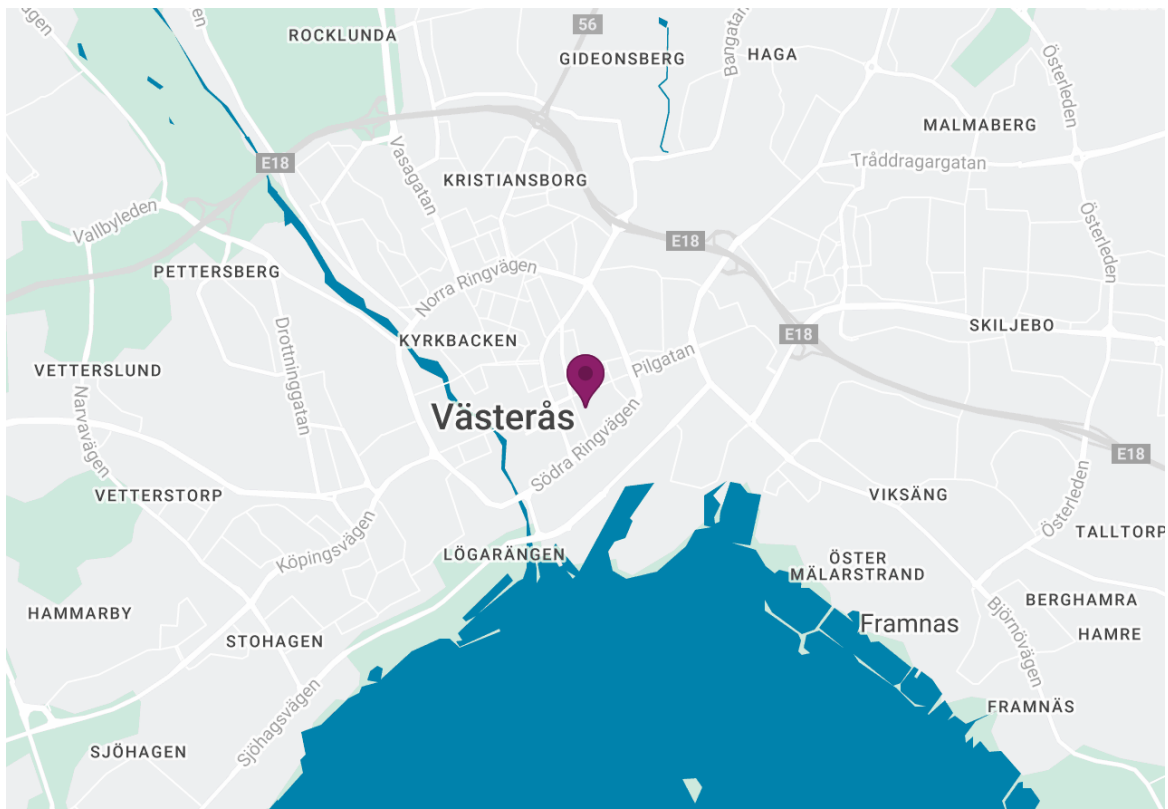 56
ROCKLUNDA
GIDEONSBERG
HAGA
Bangatan
Österleden
MALMABERG
E18
Vasagatan
Tråddragargatan
KRISTIANSBORG
Vallbyleden
E18
Österleden
PETTERSBERG
Norra Ringvägen
SKILJEBO
E18
KYRKBACKEN
Drottninggatan
Pilgatan
VETTERSLUND
Narvavägen
Västerås
Södra Ringvägen
E18
VETTERSTORP
VIKSÄNG
Österleden
Köpingsvägen
TALLTORP
LÖGARÄNGEN
ÖSTER
MÄLARSTRAND
BERGHAMRA
HAMMARBY
Framnas
HAMRE
STOHAGEN
Björnövägen
FRAMNÄS
Sjöhagsvägen
SJÖHAGEN